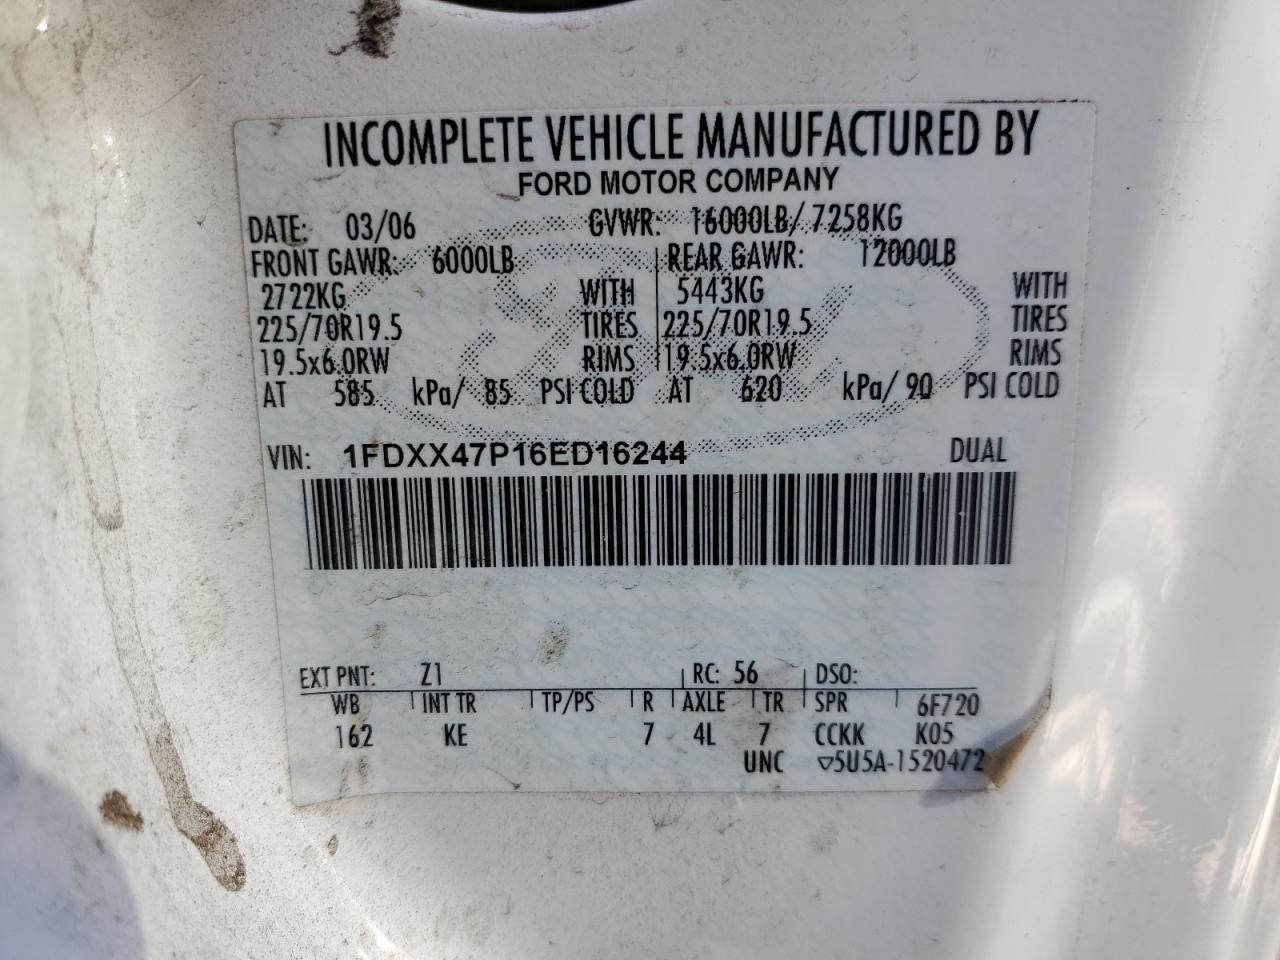 INCOMPLETE VEHICLE MANUFACTURED BY
FORD MOTOR COMPANY
DATE: 03/06 GVWR: 16000LB/ 7258KG
FRONT GAWR: 6000LB REAR GAWR: 12000LB
2722KG WITH 5443KG WITH
225/70R19.5 TIRES 225/70R19.5 TIRES
19.5x6.0RW RIMS 19.5x6.0RW RIMS
AT 585 kPa/ 85 PSI COLD AT 620 kPa/ 90 PSI COLD
VIN: 1FDXX47P16ED16244 DUAL
EXT PNT: Z1 RC: 56 DSO:
WB INT TR TP/PS R AXLE TR SPR 6F720
162 KE 7 4L 7 CCKK K05
UNC ▽5U5A-1520472